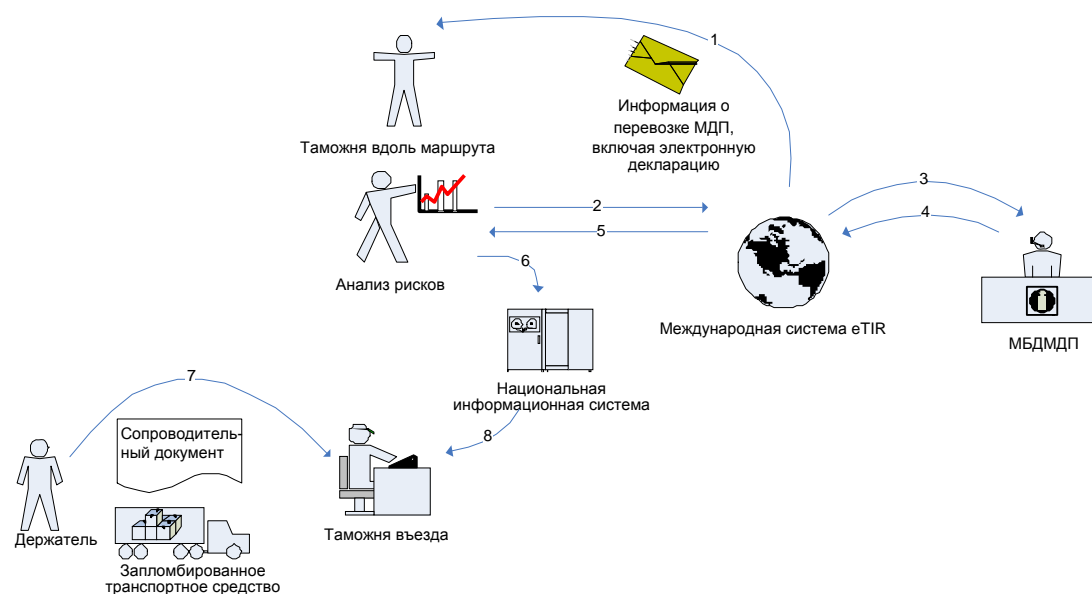 1
Информация о
перевозке МДП,
включая электронную
декларацию
Таможня вдоль маршрута
2
5
3
4
6
Анализ рисков
Международная система eTIR
МБДМДП
Национальная
информационная система
7
8
Сопроводитель-
ный документ
Держатель
Таможня въезда
Запломбированное
транспортное средство